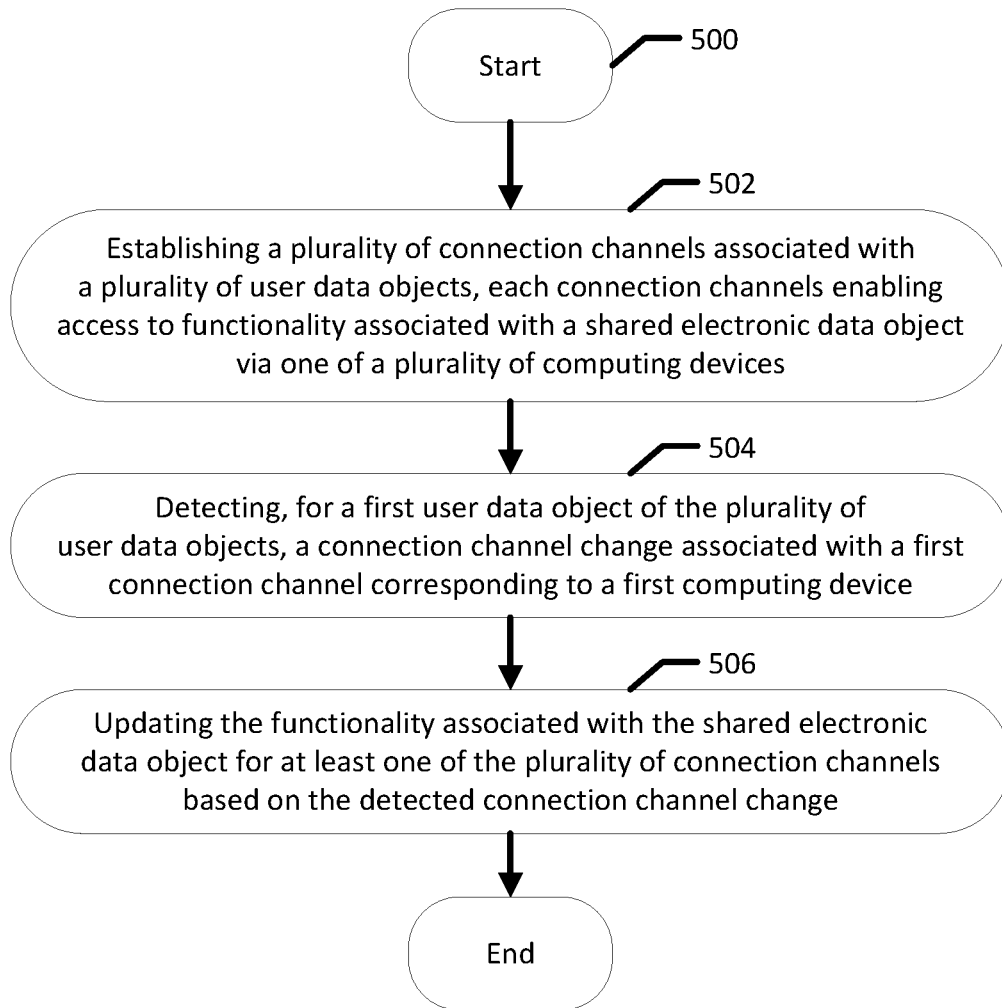 Start
500
502
Establishing a plurality of connection channels associated with
a plurality of user data objects, each connection channels enabling
access to functionality associated with a shared electronic data object
via one of a plurality of computing devices
504
Detecting, for a first user data object of the plurality of
user data objects, a connection channel change associated with a first
connection channel corresponding to a first computing device
506
Updating the functionality associated with the shared electronic
data object for at least one of the plurality of connection channels
based on the detected connection channel change
End